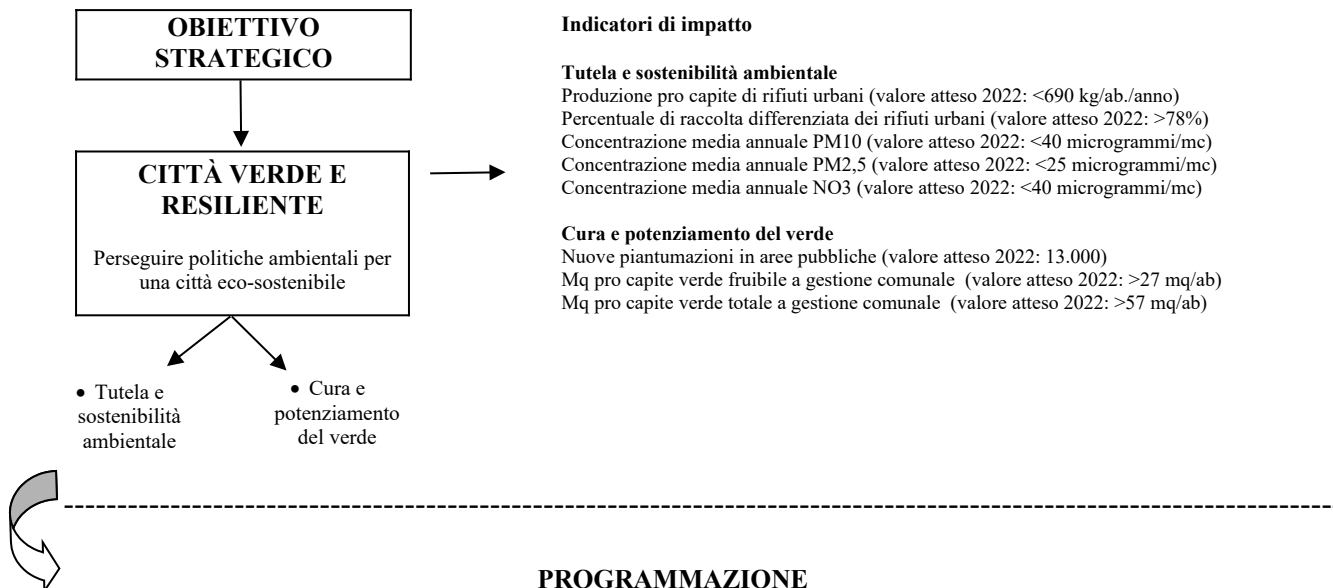 OBIETTIVO
STRATEGICO
CITTÀ VERDE E
RESILIENTE
Perseguire politiche ambientali per
una città eco-sostenibile
• Tutela e
sostenibilità
ambientale
• Cura e
potenziamento
del verde
Indicatori di impatto
Tutela e sostenibilità ambientale
Produzione pro capite di rifiuti urbani (valore atteso 2022: <690 kg/ab./anno)
Percentuale di raccolta differenziata dei rifiuti urbani (valore atteso 2022: >78%)
Concentrazione media annuale PM10 (valore atteso 2022: <40 microgrammi/mc)
Concentrazione media annuale PM2,5 (valore atteso 2022: <25 microgrammi/mc)
Concentrazione media annuale NO3 (valore atteso 2022: <40 microgrammi/mc)
Cura e potenziamento del verde
Nuove piantumazioni in aree pubbliche (valore atteso 2022: 13.000)
Mq pro capite verde fruibile a gestione comunale (valore atteso 2022: >27 mq/ab)
Mq pro capite verde totale a gestione comunale (valore atteso 2022: >57 mq/ab)
PROGRAMMAZIONE